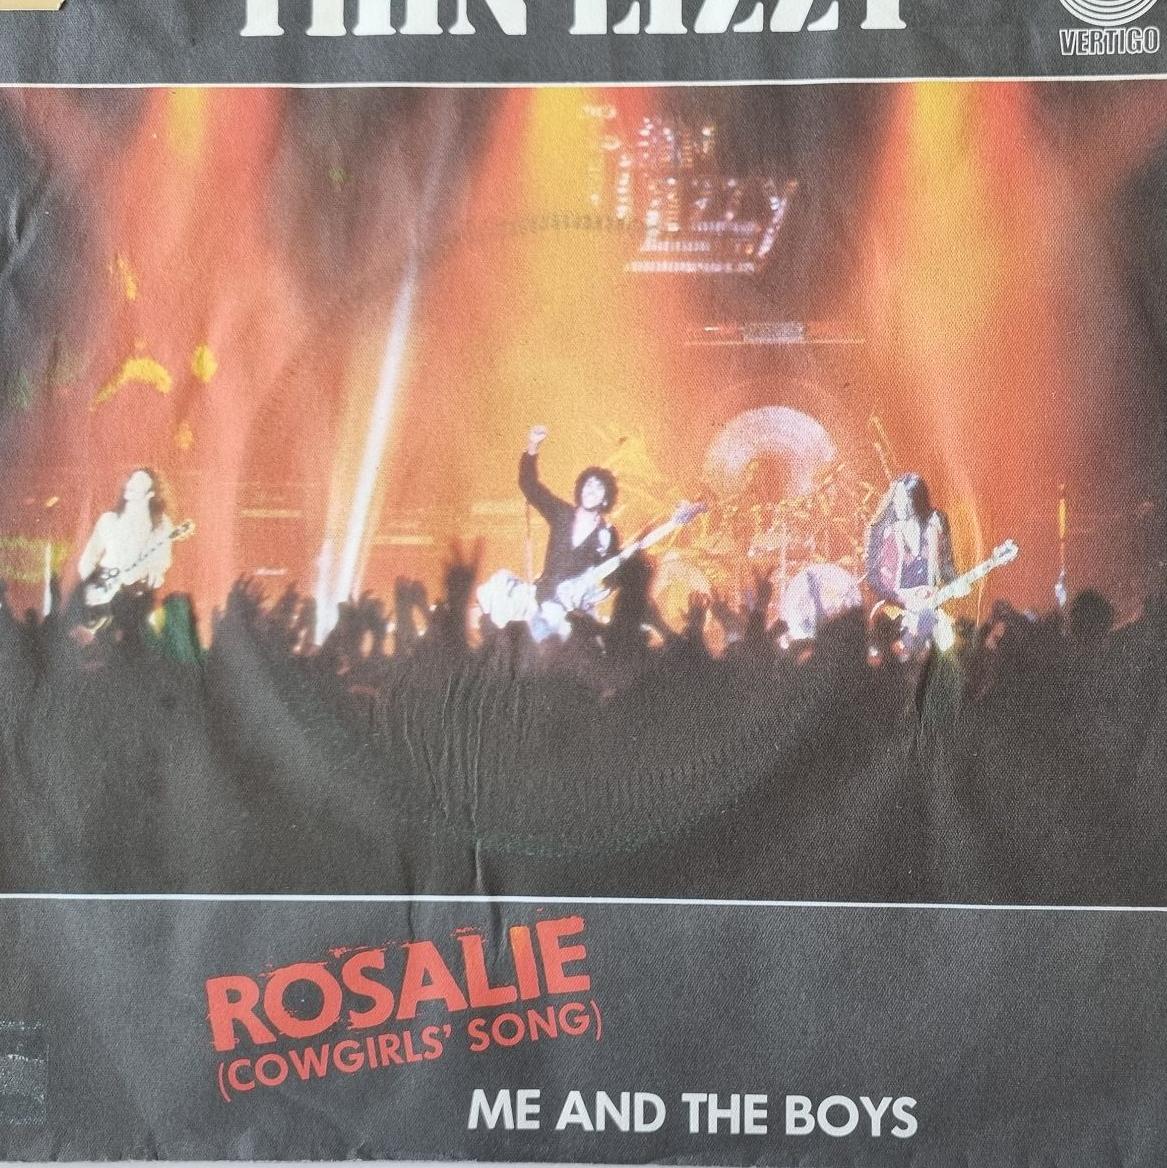 THIN LIZZY
VERTIGO
ROSALIE
(COWGIRLS' SONG)
ME AND THE BOYS